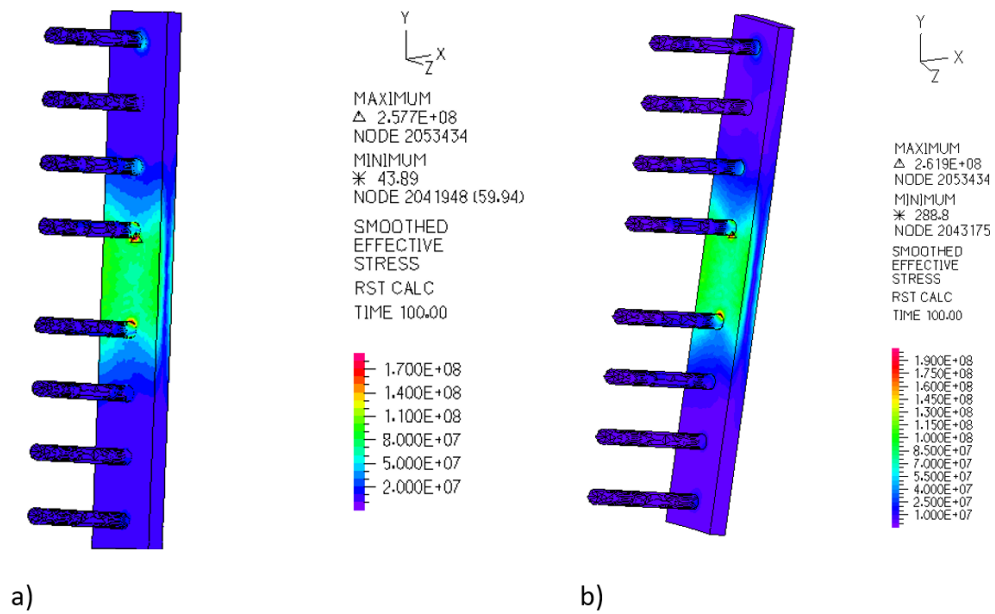 Y
X
Z
MAXIMUM
△ 2.577E+08
NODE 2053434
MINIMUM
* 43.89
NODE 2041948 (59.94)
SMOOTHED
EFFECTIVE
STRESS
RST CALC
TIME 100.00
1.700E+08
1.400E+08
1.100E+08
8.000E+07
5.000E+07
2.000E+07
a)
Y
X
Z
MAXIMUM
△ 2.619E+08
NODE 2053434
MINIMUM
* 288.8
NODE 2043175
SMOOTHED
EFFECTIVE
STRESS
RST CALC
TIME 100.00
1.900E+08
1.750E+08
1.600E+08
1.450E+08
1.300E+08
1.150E+08
1.000E+08
8.500E+07
7.000E+07
5.500E+07
4.000E+07
2.500E+07
1.000E+07
b)